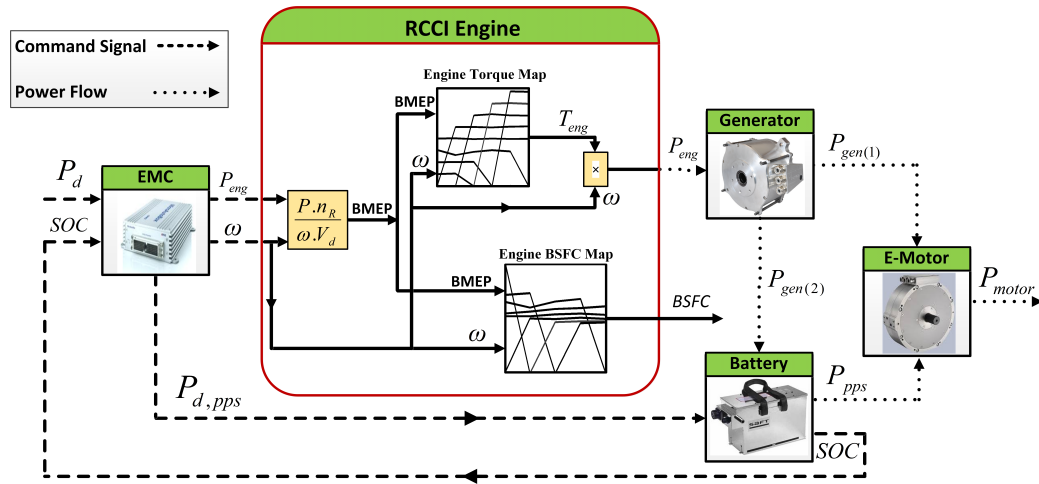 RCCI Engine
Command Signal
Power Flow
Engine Torque Map
BMEP
T_eng
ω
×
ω
P_eng
Generator
P_gen(1)
P_d
EMC
P_eng
SOC
ω
P.n_R
ω.V_d
BMEP
Engine BSFC Map
BMEP
ω
BSFC
P_gen(2)
E-Motor
P_motor
Battery
P_pps
SAFT
P_d,pps
SOC